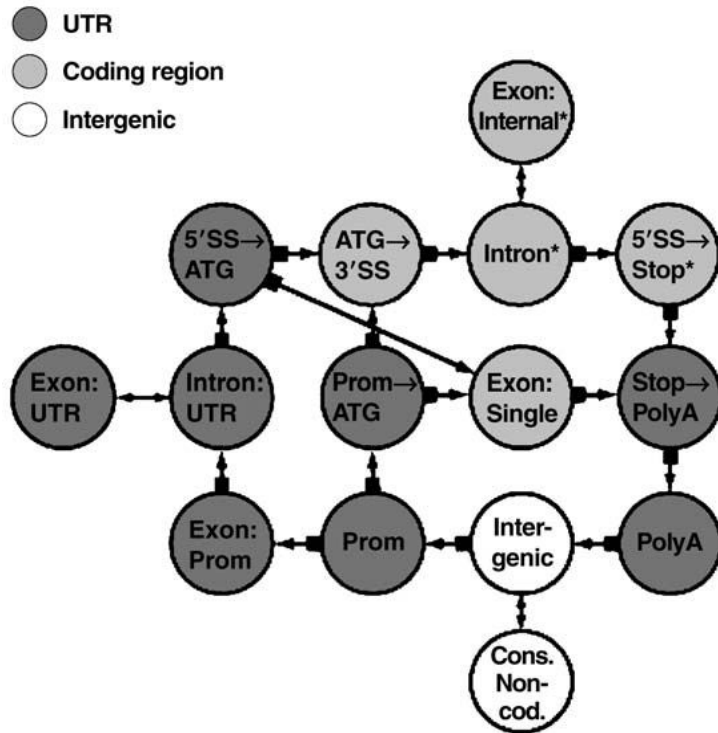 UTR
Coding region
Intergenic
Exon:
Internal*
5′SS→
ATG
ATG→
3′SS
Intron*
5′SS→
Stop*
Exon:
UTR
Intron:
UTR
Prom→
ATG
Exon:
Single
Stop→
PolyA
Exon:
Prom
Prom
Inter-
genic
PolyA
Cons.
Non-
cod.